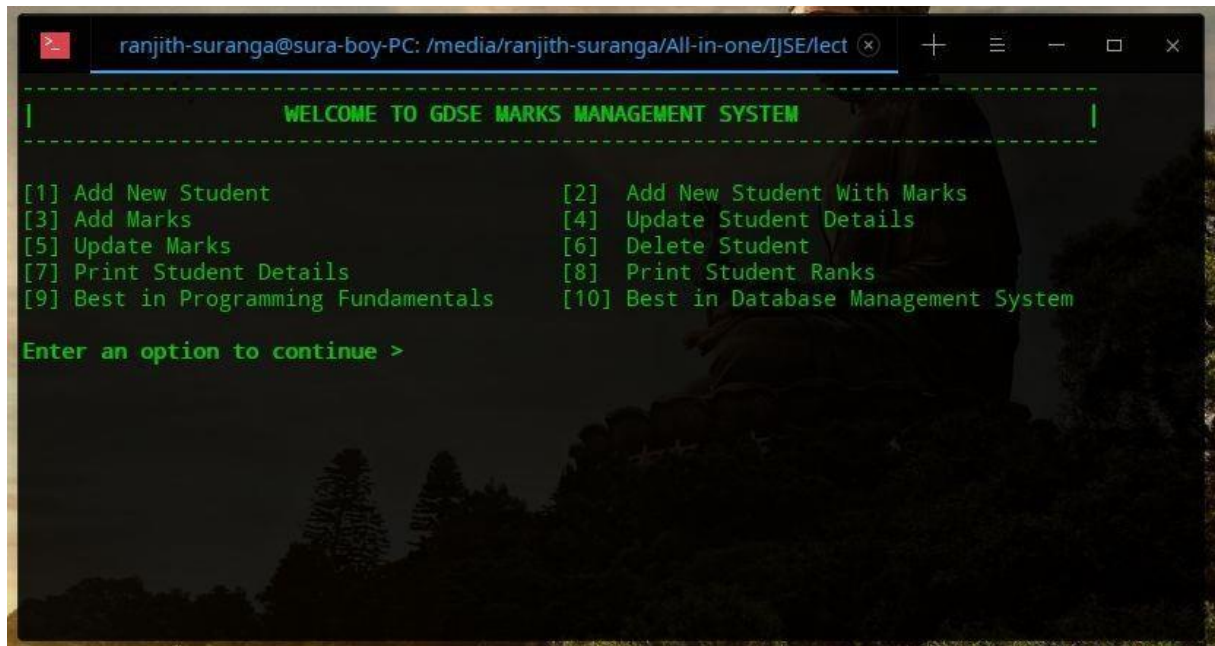 >_ ranjith-suranga@sura-boy-PC: /media/ranjith-suranga/All-in-one/IJSE/lect
-----------------------------------------------------------------------------------
| WELCOME TO GDSE MARKS MANAGEMENT SYSTEM |
-----------------------------------------------------------------------------------
[1] Add New Student [2] Add New Student With Marks
[3] Add Marks [4] Update Student Details
[5] Update Marks [6] Delete Student
[7] Print Student Details [8] Print Student Ranks
[9] Best in Programming Fundamentals [10] Best in Database Management System
Enter an option to continue >